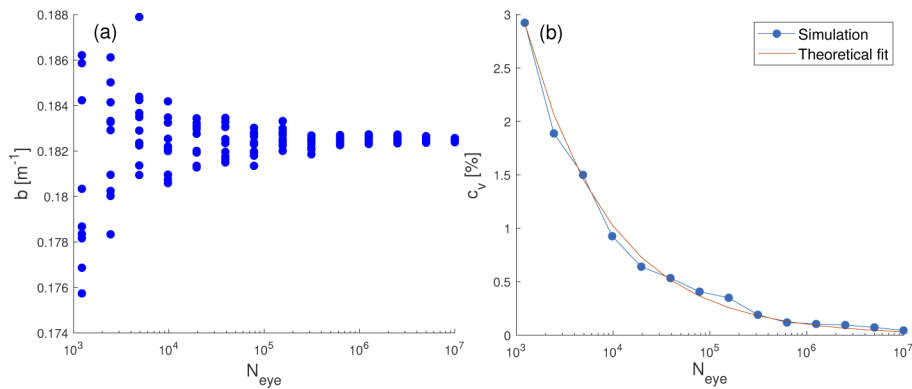 (a)
b [m⁻¹]
0.188
0.186
0.184
0.182
0.18
0.178
0.176
0.174
10³ 10⁴ 10⁵ 10⁶ 10⁷
N_eye
(b)
Simulation
Theoretical fit
c_v [%]
3
2.5
2
1.5
1
0.5
0
10³ 10⁴ 10⁵ 10⁶ 10⁷
N_eye